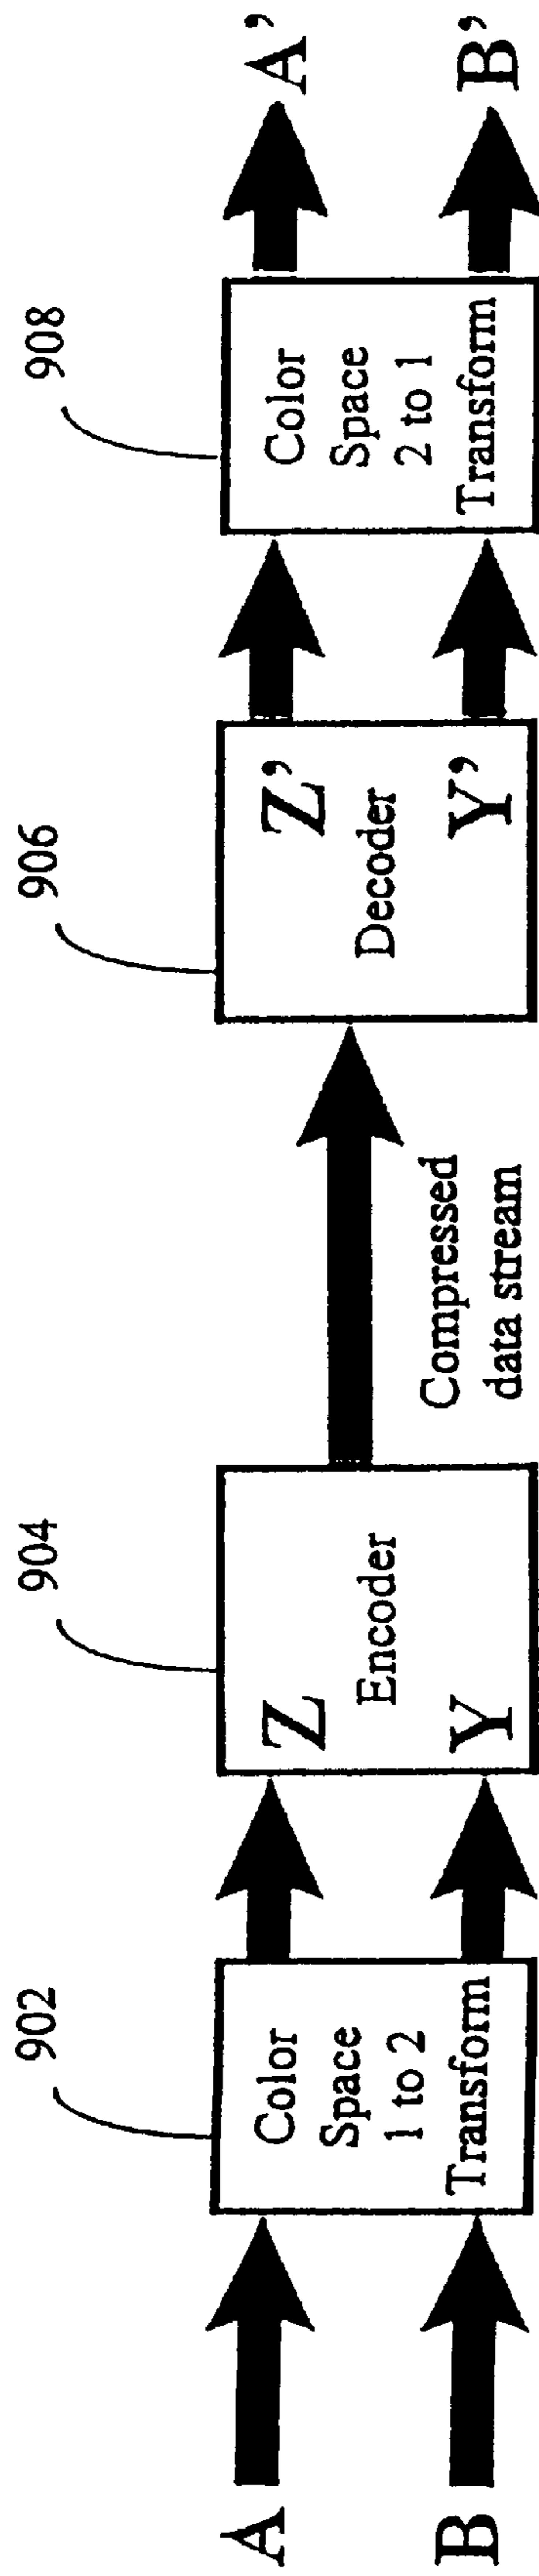 A
B
902
Color
Space
1 to 2
Transform
904
Z
Encoder
Y
Compressed
data stream
906
Z'
Decoder
Y'
908
Color
Space
2 to 1
Transform
A'
B'